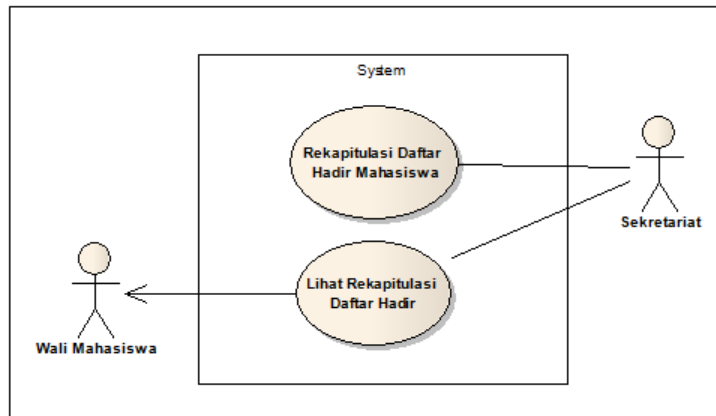 System
Rekapitulasi Daftar
Hadir Mahasiswa
Sekretariat
Lihat Rekapitulasi
Daftar Hadir
Wali Mahasiswa